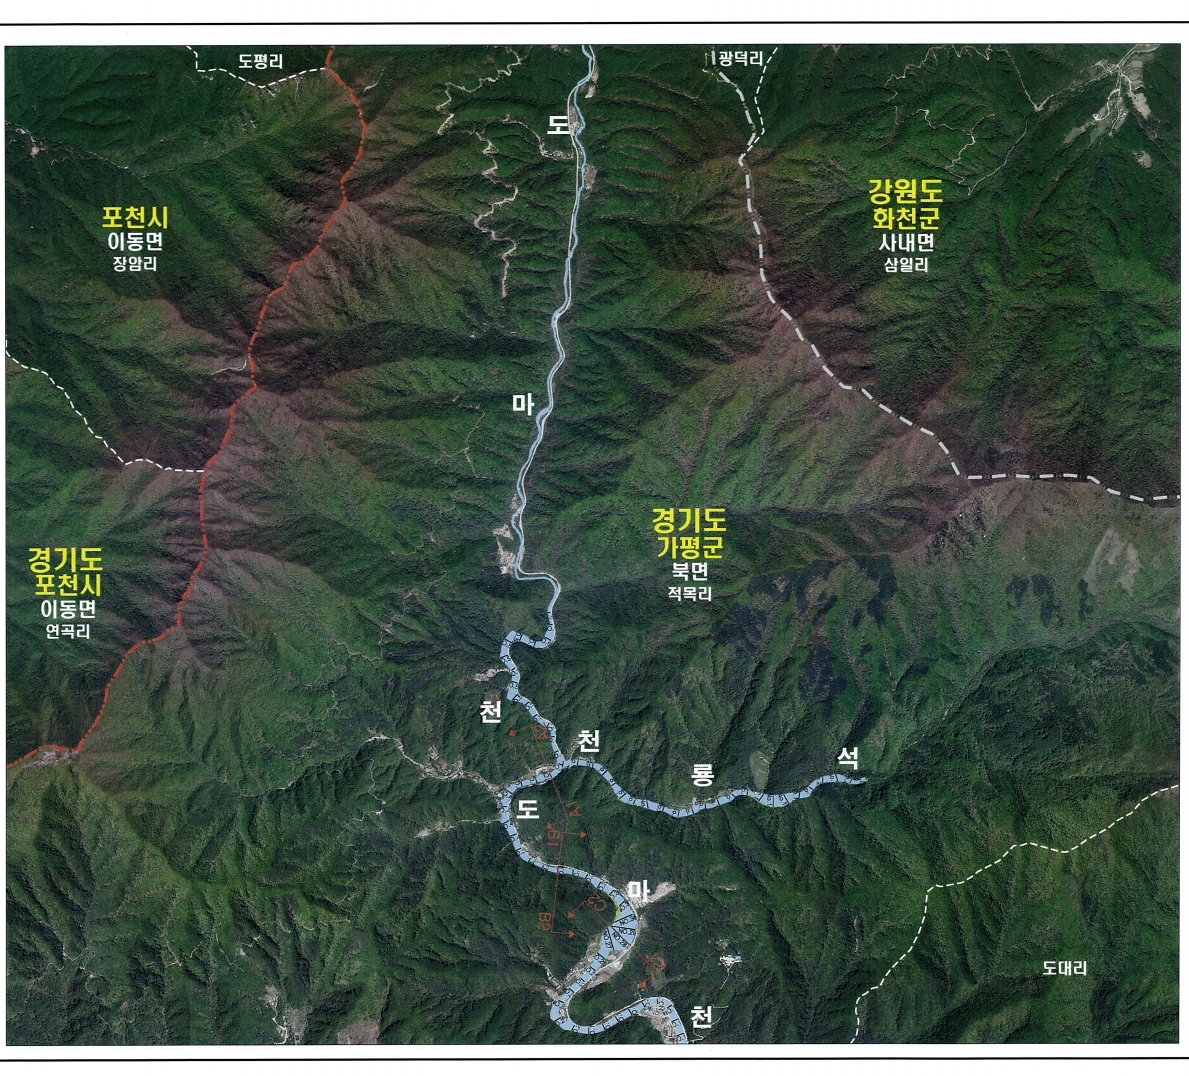 도평리
광덕리
도
포천시
이동면
장암리
강원도
화천군
사내면
삼일리
마
경기도
가평군
북면
적목리
경기도
포천시
이동면
연곡리
천
천
룡
석
도
마
도대리
천
B1
B2